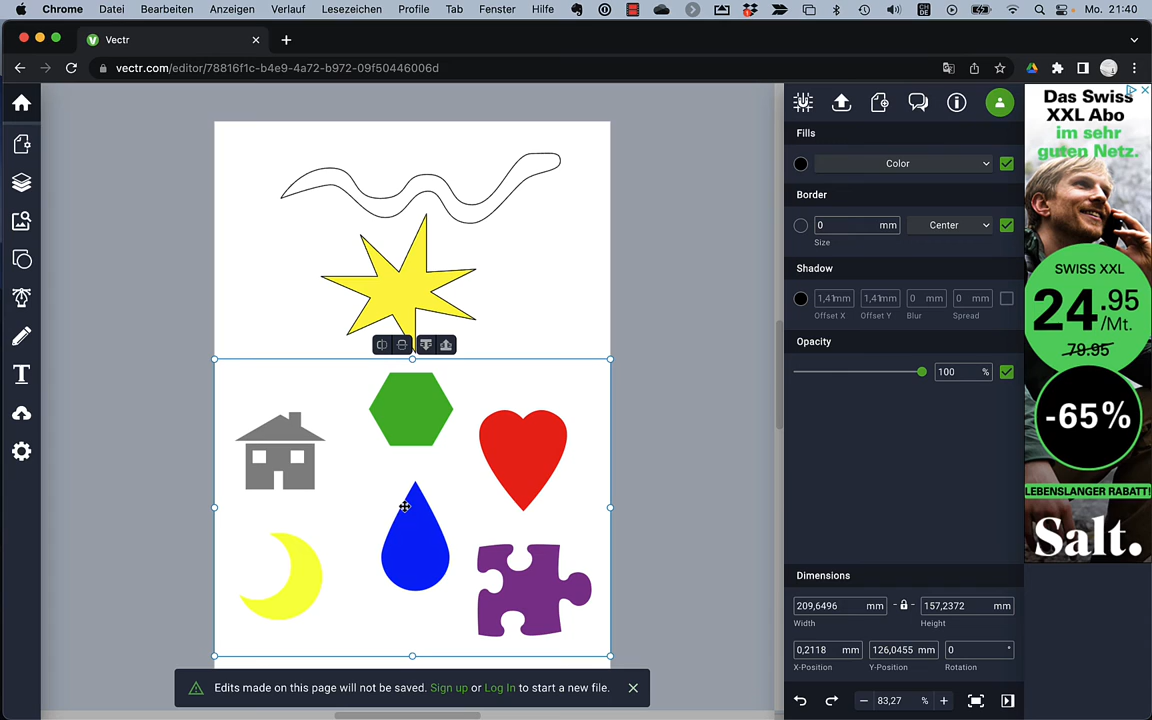 Chrome Datei Bearbeiten Anzeigen Verlauf Lesezeichen Profile Tab Fenster Hilfe CH DE Mo. 21:40
Vectr
vectr.com/editor/78816f1c-b4e9-4a72-b972-09f50446006d
Fills
Color
Border
0 mm Center
Size
Shadow
1,41mm 1,41mm 0 mm 0 mm
Offset X Offset Y Blur Spread
Opacity
100 %
Dimensions
209,6496 mm 157,2372 mm
Width Height
0,2118 mm 126,0455 mm 0 °
X-Position Y-Position Rotation
83,27 %
T
Edits made on this page will not be saved. Sign up or Log In to start a new file.
Das Swiss
XXL Abo
im sehr
guten Netz.
SWISS XXL
24.95
/Mt.
79.95
-65%
LEBENSLANGER RABATT!
Salt.